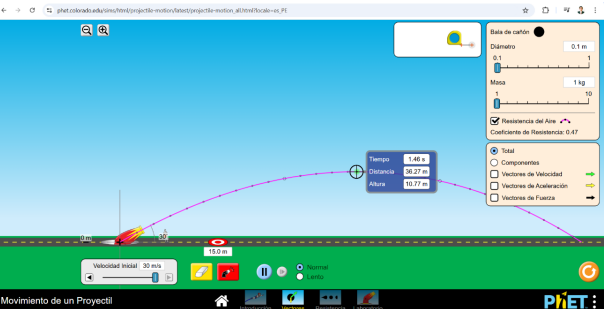 phet.colorado.edu/sims/html/projectile-motion/latest/projectile-motion_all.html?locale=es_PE
Bala de cañón
Diámetro
0.1 m
0.1 1
Masa
1 kg
1 10
Resistencia del Aire
Coeficiente de Resistencia: 0.47
Total
Componentes
Vectores de Velocidad
Vectores de Aceleración
Vectores de Fuerza
Tiempo 1.46 s
Distancia 36.27 m
Altura 10.77 m
0 m
30°
15.0 m
Velocidad Inicial 30 m/s
Normal
Lento
Movimiento de un Proyectil
Introducción
Vectores
Resistencia
Laboratorio
PhET